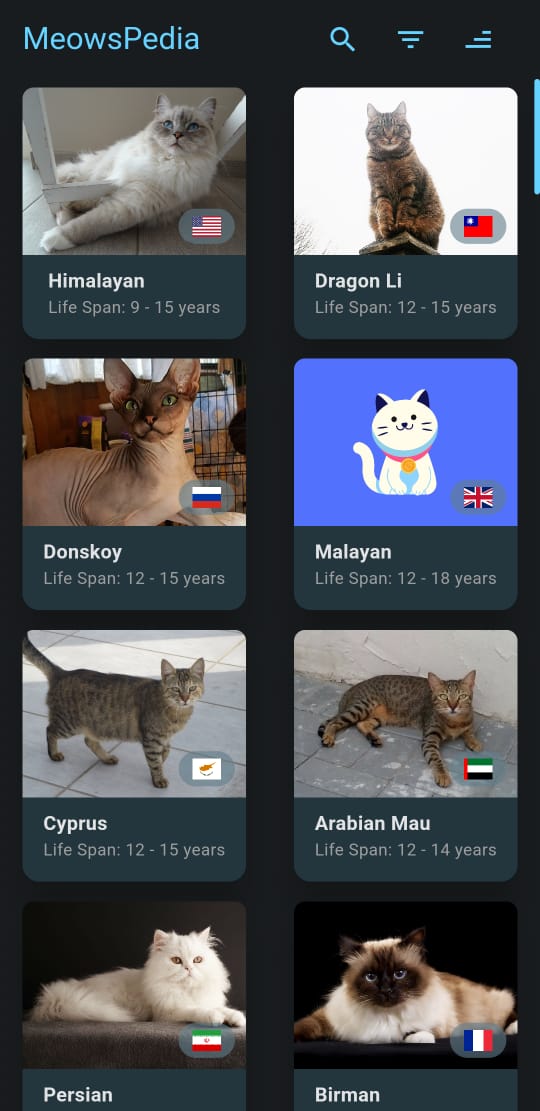 MeowsPedia
Himalayan
Life Span: 9 - 15 years
Dragon Li
Life Span: 12 - 15 years
Donskoy
Life Span: 12 - 15 years
Malayan
Life Span: 12 - 18 years
Cyprus
Life Span: 12 - 15 years
Arabian Mau
Life Span: 12 - 14 years
Persian
Birman